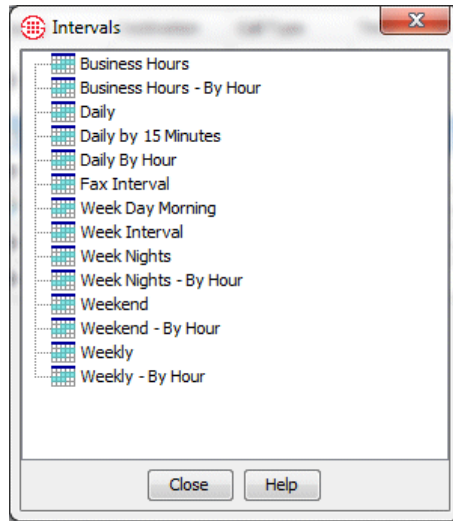 Intervals
Business Hours
Business Hours - By Hour
Daily
Daily by 15 Minutes
Daily By Hour
Fax Interval
Week Day Morning
Week Interval
Week Nights
Week Nights - By Hour
Weekend
Weekend - By Hour
Weekly
Weekly - By Hour
Close Help